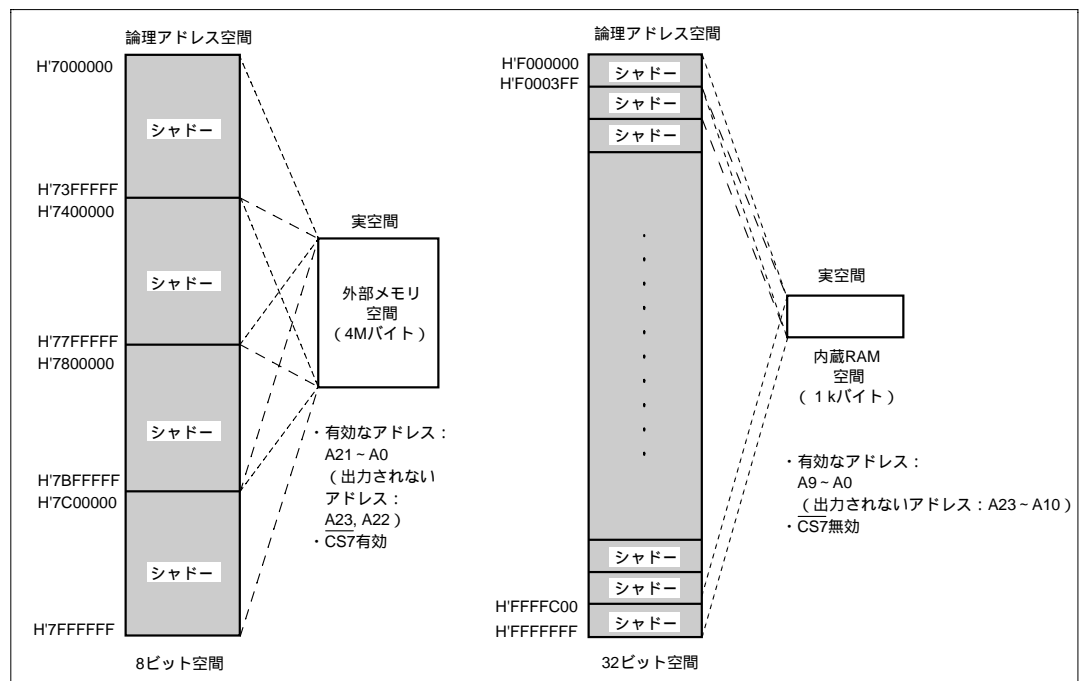 論理アドレス空間
H'7000000
シャドー
H'73FFFFF
H'7400000
シャドー
H'77FFFFF
H'7800000
シャドー
H'7BFFFFF
H'7C00000
シャドー
H'7FFFFFF
8ビット空間
実空間
外部メモリ
空間
(4Mバイト)
・有効なアドレス:
A21~A0
(出力されない
アドレス:
A23, A22)
・CS7有効
論理アドレス空間
H'F000000
H'F0003FF
シャドー
シャドー
シャドー
シャドー
シャドー
H'FFFFC00
シャドー
H'FFFFFFF
32ビット空間
実空間
内蔵RAM
空間
(1kバイト)
・有効なアドレス:
A9~A0
(出力されないアドレス:A23~A10)
・CS7無効